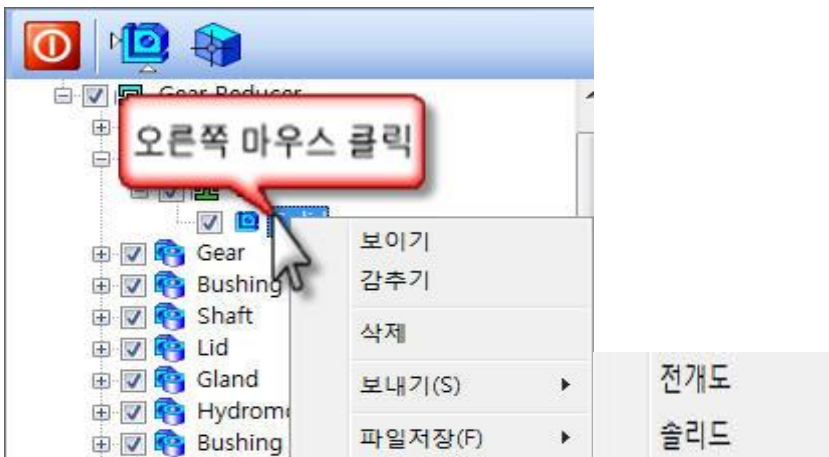 Gear Reducer
오른쪽 마우스 클릭
Gear
Bushing
Shaft
Lid
Gland
Bushing
보이기
감추기
삭제
보내기(S)
파일저장(F)
전개도
솔리드